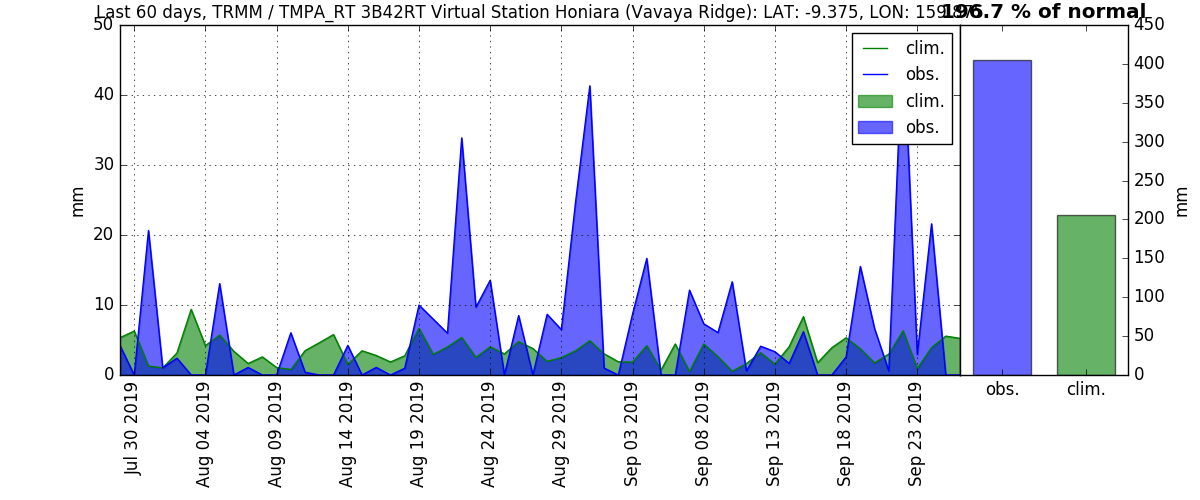 Last 60 days, TRMM / TMPA_RT 3B42RT Virtual Station Honiara (Vavaya Ridge): LAT: -9.375, LON:
196.7 % of normal
50
40
30
20
10
0
mm
clim.
obs.
clim.
obs.
450
400
350
300
250
200
150
100
50
0
mm
Jul 30 2019
Aug 04 2019
Aug 09 2019
Aug 14 2019
Aug 19 2019
Aug 24 2019
Aug 29 2019
Sep 03 2019
Sep 08 2019
Sep 13 2019
Sep 18 2019
Sep 23 2019
obs.
clim.